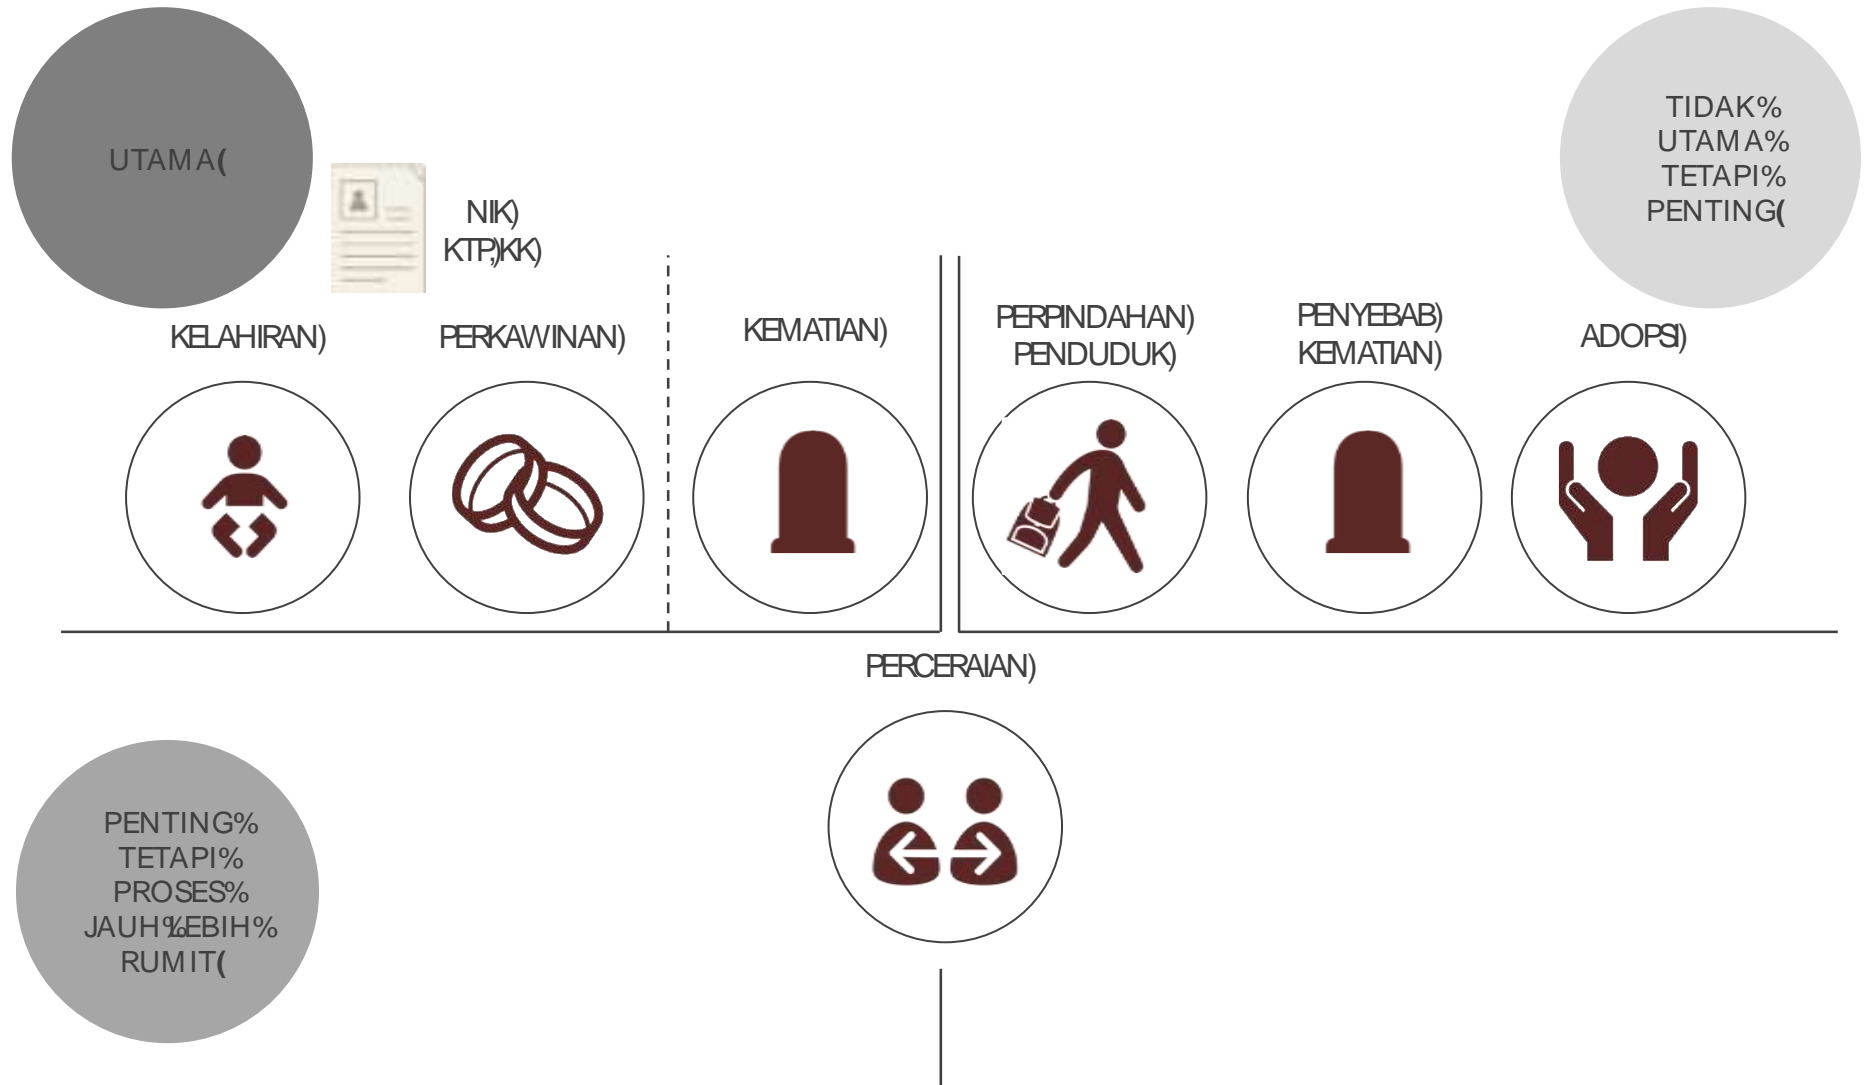 UTAMA(
NIK)
KTP,)KK)
TIDAK%
UTAMA%
TETAPI%
PENTING(
KELAHIRAN)
PERKAWINAN)
KEMATIAN)
PERPINDAHAN)
PENDUDUK)
PENYEBAB)
KEMATIAN)
ADOPSI)
PERCERAIAN)
PENTING%
TETAPI%
PROSES%
JAUH%LEBIH%
RUMIT(